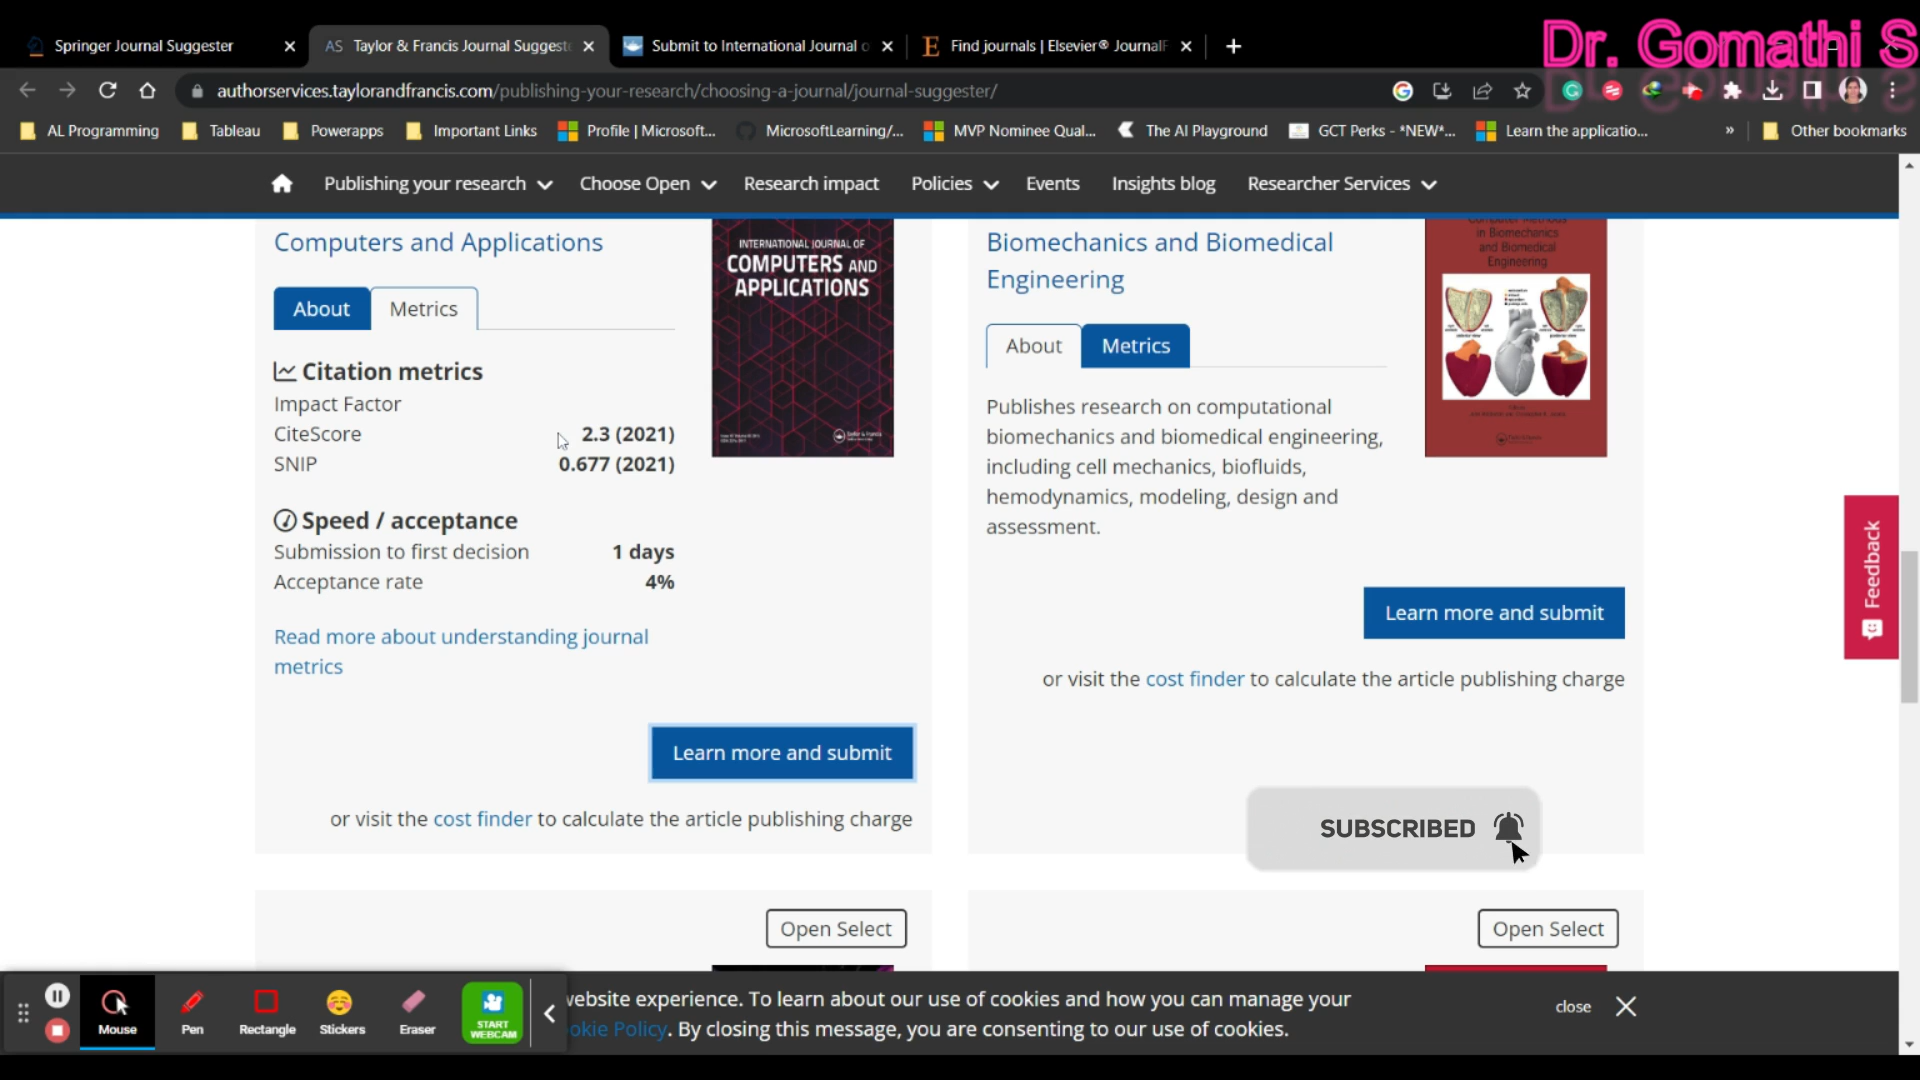 Dr. Gomathi S
Springer Journal Suggester
AS Taylor & Francis Journal Suggest
Submit to International Journal o
Find journals | Elsevier® JournalF
authorservices.taylorandfrancis.com/publishing-your-research/choosing-a-journal/journal-suggester/
AL Programming
Tableau
Powerapps
Important Links
Profile | Microsoft...
MicrosoftLearning/...
MVP Nominee Qual...
The AI Playground
GCT Perks - *NEW*...
Learn the applicatio...
»
Other bookmarks
Publishing your research
Choose Open
Research impact
Policies
Events
Insights blog
Researcher Services
Computers and Applications
About
Metrics
Citation metrics
Impact Factor
CiteScore 2.3 (2021)
SNIP 0.677 (2021)
Speed / acceptance
Submission to first decision 1 days
Acceptance rate 4%
Read more about understanding journal
metrics
Learn more and submit
or visit the cost finder to calculate the article publishing charge
INTERNATIONAL JOURNAL OF
COMPUTERS AND
APPLICATIONS
Biomechanics and Biomedical
Engineering
About
Metrics
Publishes research on computational
biomechanics and biomedical engineering,
including cell mechanics, biofluids,
hemodynamics, modeling, design and
assessment.
Learn more and submit
or visit the cost finder to calculate the article publishing charge
Computer Methods
in Biomechanics
and Biomedical
Engineering
Feedback
SUBSCRIBED
Open Select
Open Select
Mouse
Pen
Rectangle
Stickers
Eraser
START
WEBCAM
website experience. To learn about our use of cookies and how you can manage your
okie Policy. By closing this message, you are consenting to our use of cookies.
close